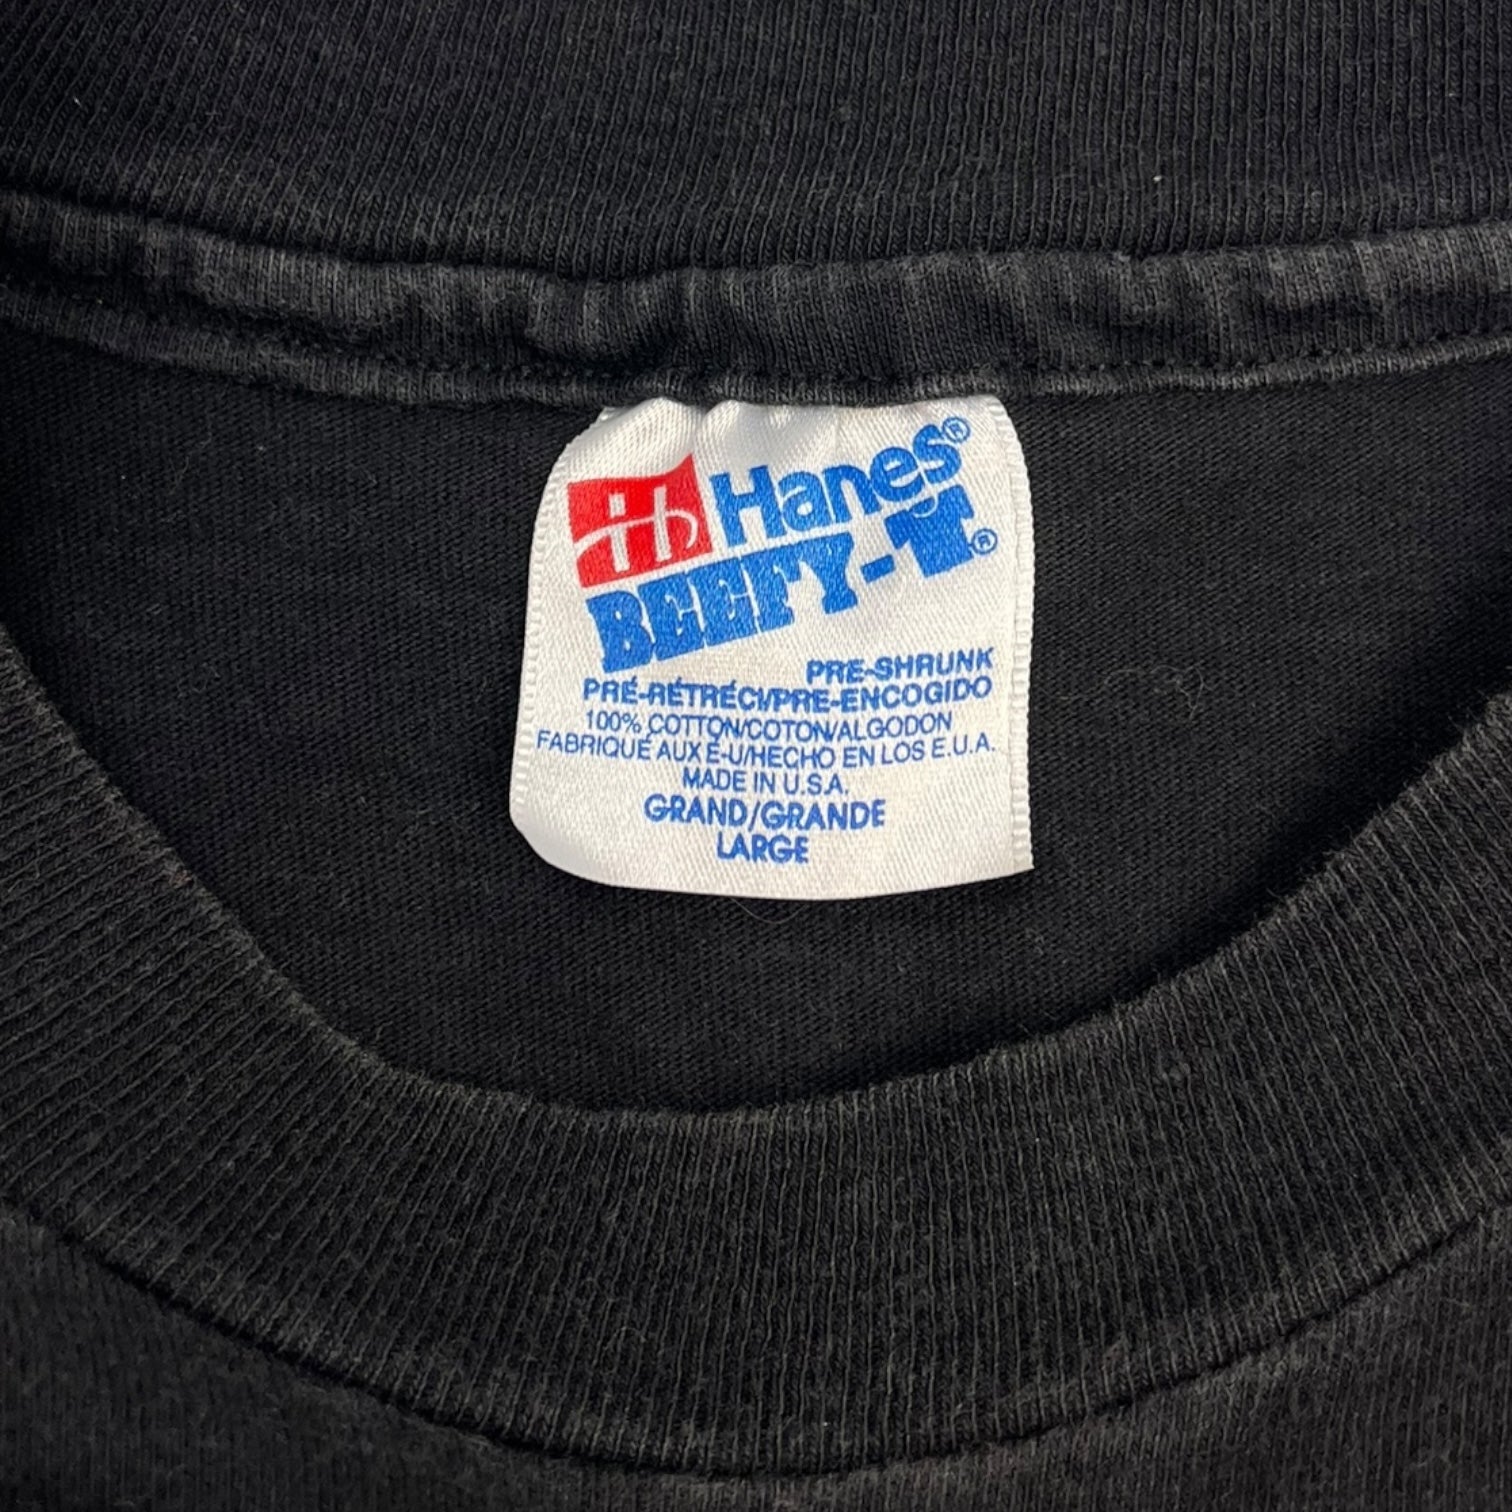 Hanes®
BEEFY-T®
PRE-SHRUNK
PRÉ-RÉTRÉCI/PRE-ENCOGIDO
100% COTTON/COTON/ALGODON
FABRIQUÉ AUX É-U/HECHO EN LOS E.U.A.
MADE IN U.S.A.
GRAND/GRANDE
LARGE